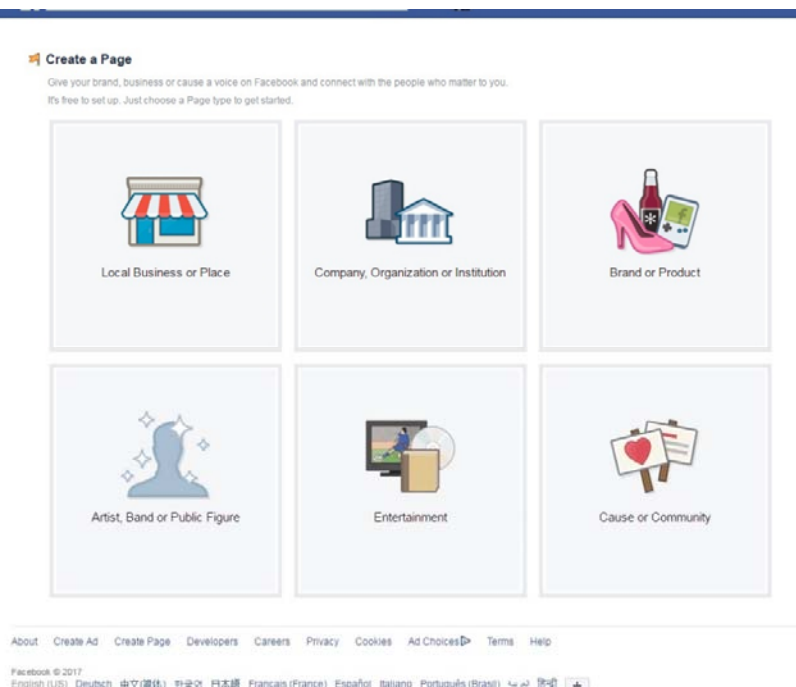 Create a Page
Give your brand, business or cause a voice on Facebook and connect with the people who matter to you.
It's free to set up. Just choose a Page type to get started.
Local Business or Place
Company, Organization or Institution
Brand or Product
Artist, Band or Public Figure
Entertainment
Cause or Community
About Create Ad Create Page Developers Careers Privacy Cookies Ad Choices Terms Help
Facebook © 2017
English (US) Deutsch 中文(简体) 한국어 日本語 Français (France) Español Italiano Português (Brasil) العربية हिन्दी